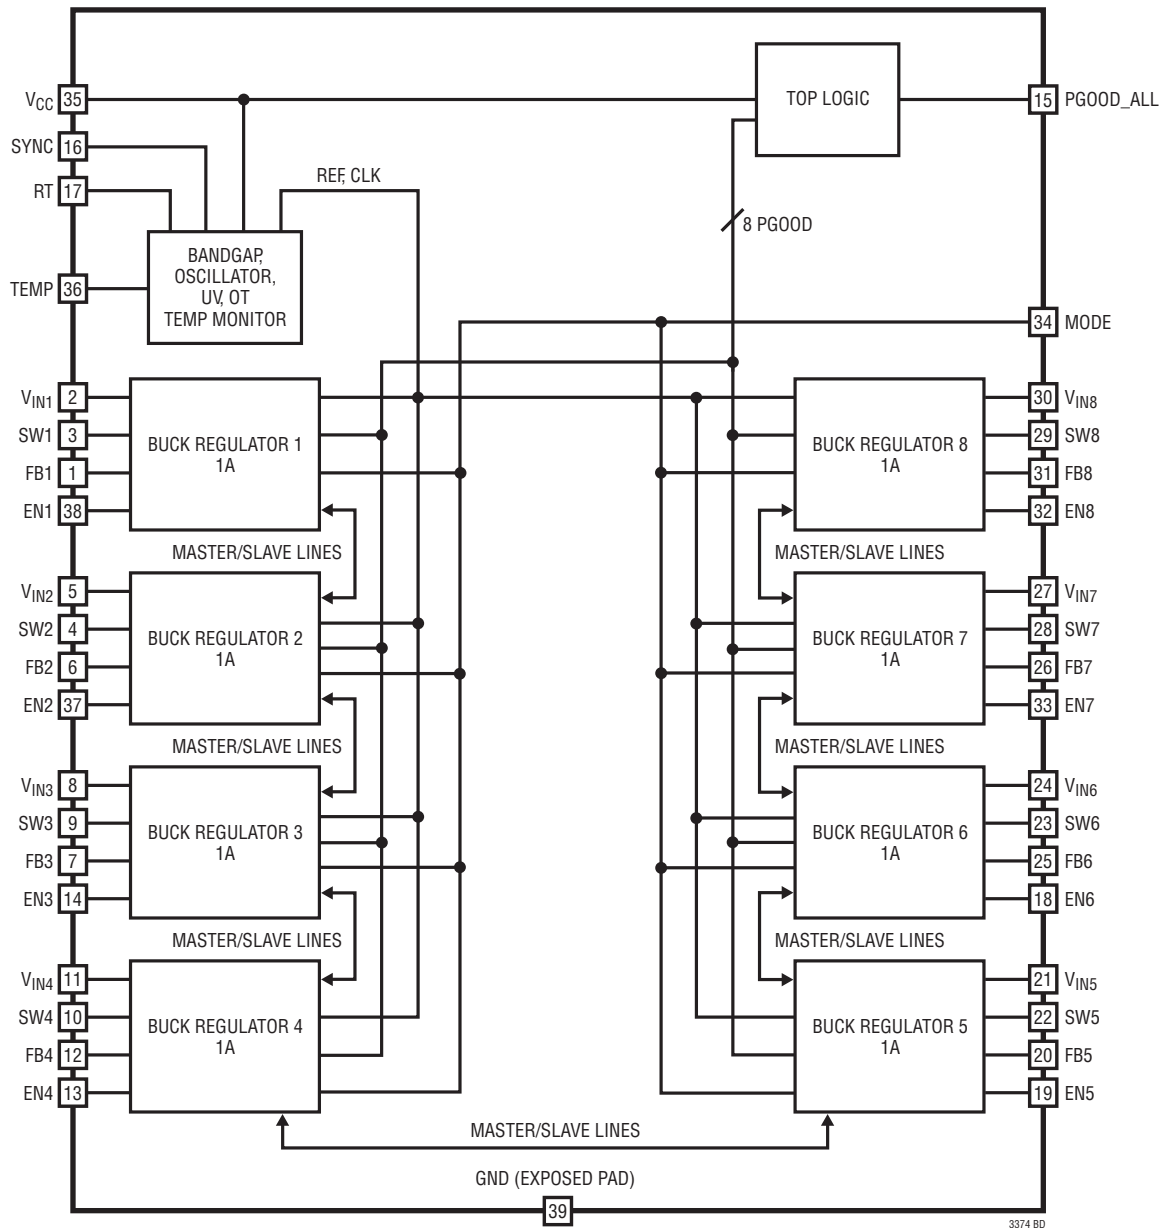 V_CC 35
TOP LOGIC
15 PGOOD_ALL
SYNC 16
REF, CLK
RT 17
8 PGOOD
BANDGAP,
OSCILLATOR,
UV, OT
TEMP MONITOR
TEMP 36
34 MODE
V_IN1 2
SW1 3
FB1 1
EN1 38
BUCK REGULATOR 1
1A
BUCK REGULATOR 8
1A
30 V_IN8
29 SW8
31 FB8
32 EN8
MASTER/SLAVE LINES
MASTER/SLAVE LINES
V_IN2 5
SW2 4
FB2 6
EN2 37
BUCK REGULATOR 2
1A
BUCK REGULATOR 7
1A
27 V_IN7
28 SW7
26 FB7
33 EN7
MASTER/SLAVE LINES
MASTER/SLAVE LINES
V_IN3 8
SW3 9
FB3 7
EN3 14
BUCK REGULATOR 3
1A
BUCK REGULATOR 6
1A
24 V_IN6
23 SW6
25 FB6
18 EN6
MASTER/SLAVE LINES
MASTER/SLAVE LINES
V_IN4 11
SW4 10
FB4 12
EN4 13
BUCK REGULATOR 4
1A
BUCK REGULATOR 5
1A
21 V_IN5
22 SW5
20 FB5
19 EN5
MASTER/SLAVE LINES
GND (EXPOSED PAD)
39
3374 BD